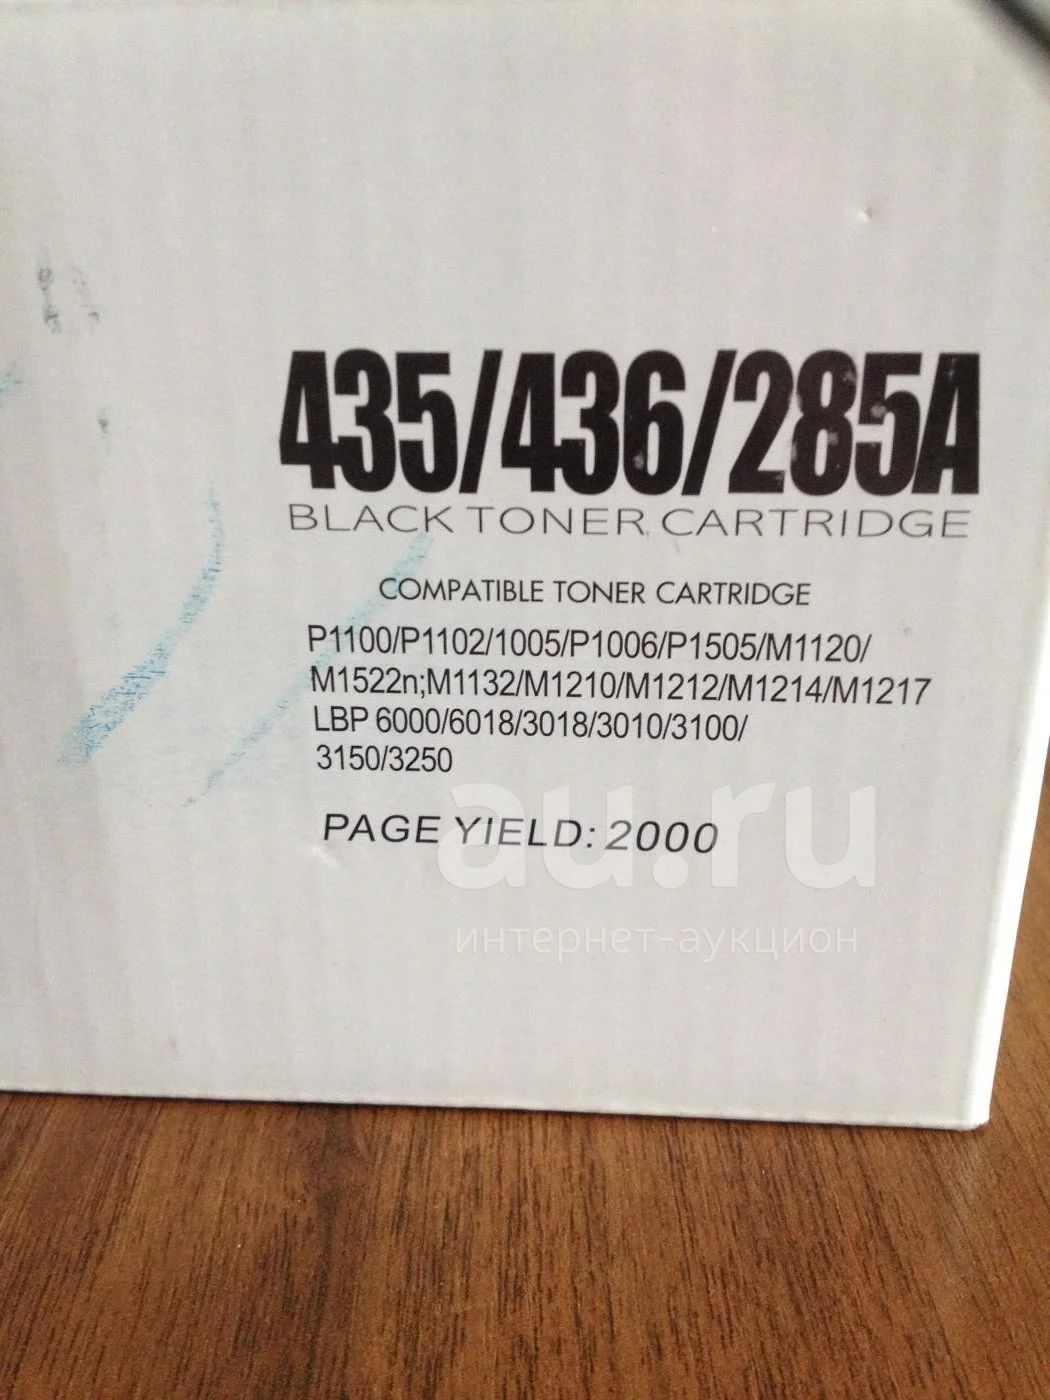 435/436/285A
BLACK TONER CARTRIDGE
COMPATIBLE TONER CARTRIDGE
P1100/P1102/1005/P1006/P1505/M1120/
M1522n;M1132/M1210/M1212/M1214/M1217
LBP 6000/6018/3018/3010/3100/
3150/3250
PAGE YIELD: 2000
au.ru
интернет-аукцион